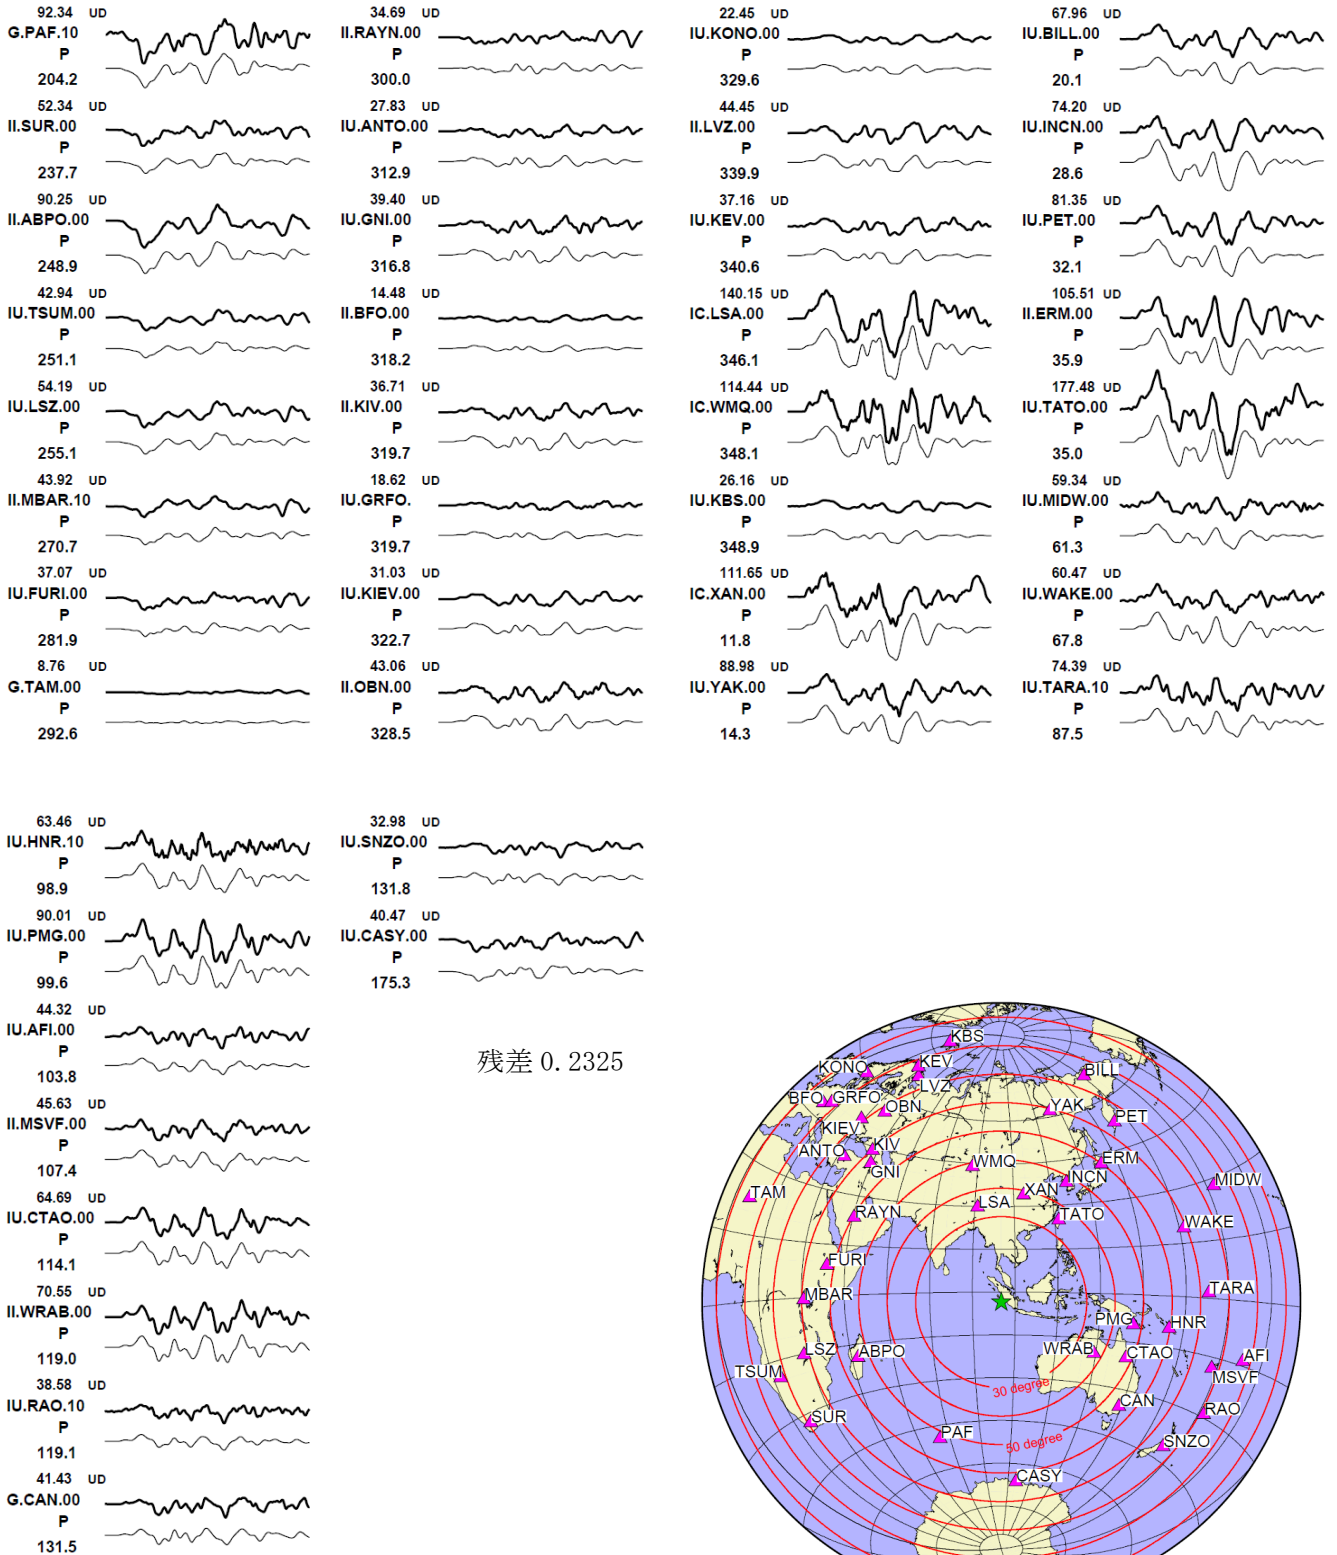 92.34 UD
G.PAF.10
P
204.2
52.34 UD
II.SUR.00
P
237.7
90.25 UD
II.ABPO.00
P
248.9
42.94 UD
IU.TSUM.00
P
251.1
54.19 UD
IU.LSZ.00
P
255.1
43.92 UD
II.MBAR.10
P
270.7
37.07 UD
IU.FURI.00
P
281.9
8.76 UD
G.TAM.00
P
292.6
34.69 UD
II.RAYN.00
P
300.0
27.83 UD
IU.ANTO.00
P
312.9
39.40 UD
IU.GNI.00
P
316.8
14.48 UD
II.BFO.00
P
318.2
36.71 UD
II.KIV.00
P
319.7
18.62 UD
IU.GRFO.
P
319.7
31.03 UD
IU.KIEV.00
P
322.7
43.06 UD
II.OBN.00
P
328.5
22.45 UD
IU.KONO.00
P
329.6
44.45 UD
II.LVZ.00
P
339.9
37.16 UD
IU.KEV.00
P
340.6
140.15 UD
IC.LSA.00
P
346.1
114.44 UD
IC.WMQ.00
P
348.1
26.16 UD
IU.KBS.00
P
348.9
111.65 UD
IC.XAN.00
P
11.8
88.98 UD
IU.YAK.00
P
14.3
67.96 UD
IU.BILL.00
P
20.1
74.20 UD
IU.INCN.00
P
28.6
81.35 UD
IU.PET.00
P
32.1
105.51 UD
II.ERM.00
P
35.9
177.48 UD
IU.TATO.00
P
35.0
59.34 UD
IU.MIDW.00
P
61.3
60.47 UD
IU.WAKE.00
P
67.8
74.39 UD
IU.TARA.10
P
87.5
63.46 UD
IU.HNR.10
P
98.9
90.01 UD
IU.PMG.00
P
99.6
44.32 UD
IU.AFI.00
P
103.8
45.63 UD
II.MSVF.00
P
107.4
64.69 UD
IU.CTAO.00
P
114.1
70.55 UD
II.WRAB.00
P
119.0
38.58 UD
IU.RAO.10
P
119.1
41.43 UD
G.CAN.00
P
131.5
32.98 UD
IU.SNZO.00
P
131.8
40.47 UD
IU.CASY.00
P
175.3
残差 0.2325
KBS
KONO
KEV
LVZ
BILL
BFO
GRFO
OBN
YAK
PET
KIEV
ANTO
KIV
GNI
WMQ
ERM
INCN
TAM
XAN
MIDW
RAYN
LSA
TATO
WAKE
FURI
MBAR
TARA
PMG
HNR
LSZ
ABPO
WRAB
CTAO
AFI
TSUM
MSVF
30 degree
CAN
RAO
SUR
PAF
50 degree
SNZO
CASY